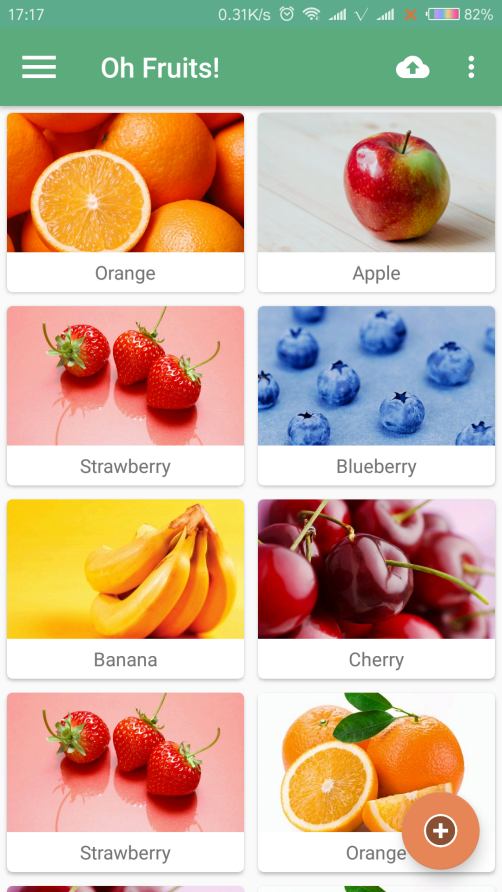 17:17 0.31K/s 82%
Oh Fruits!
Orange Apple
Strawberry Blueberry
Banana Cherry
Strawberry Orange